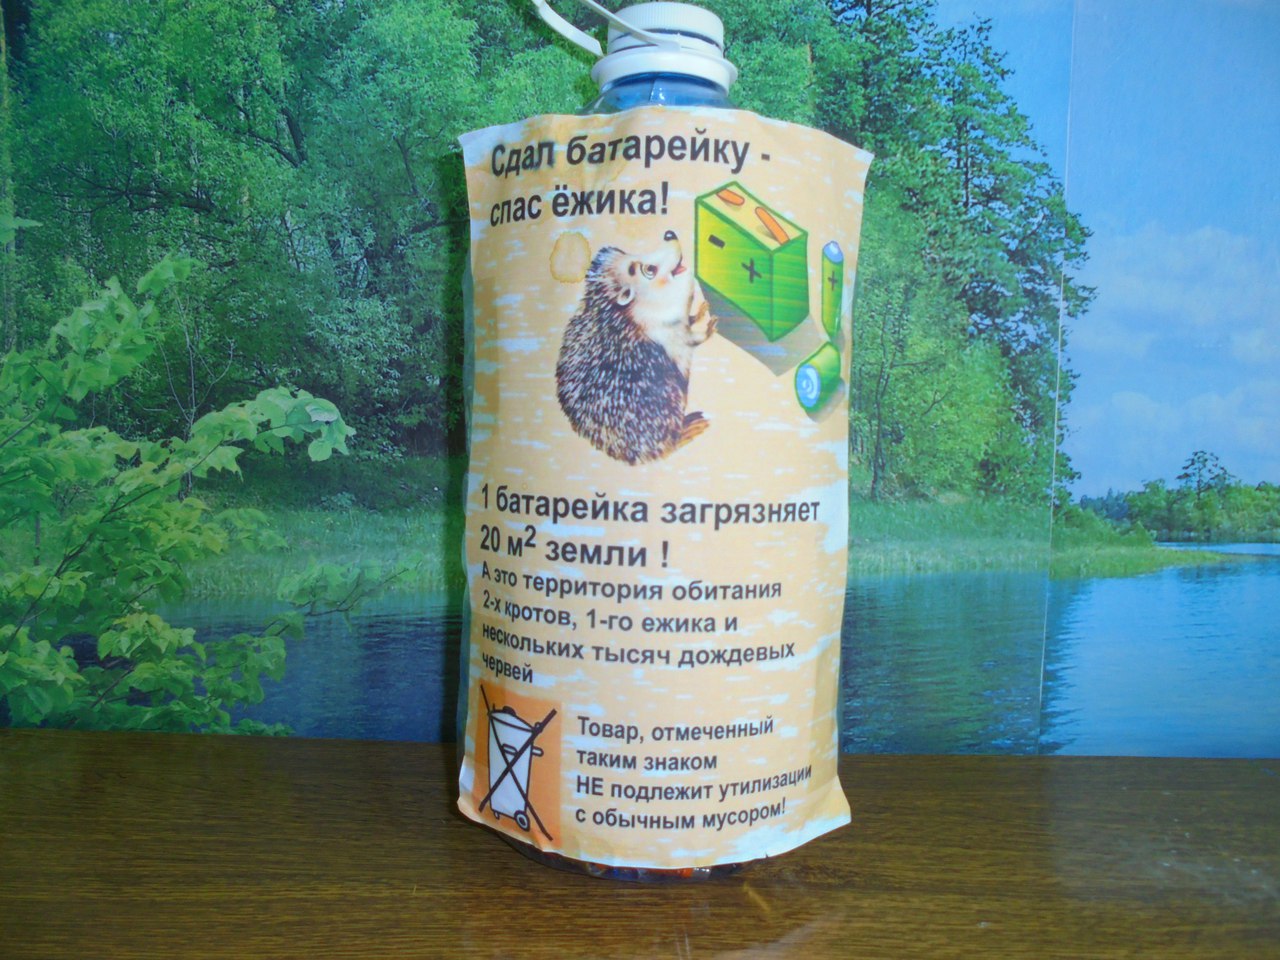 Сдал батарейку -
спас ёжика!
1 батарейка загрязняет
20 м² земли !
А это территория обитания
2-х кротов, 1-го ежика и
нескольких тысяч дождевых
червей
Товар, отмеченный
таким знаком
НЕ подлежит утилизации
с обычным мусором!